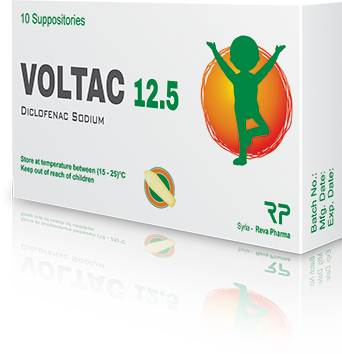 10 Suppositories
VOLTAC 12.5
DICLOFENAC SODIUM
Store at temperature between (15 - 25)°C
Keep out of reach of children
RP
Syria - Reva Pharma
Batch No.:
Mfg. Date:
Exp. Date: